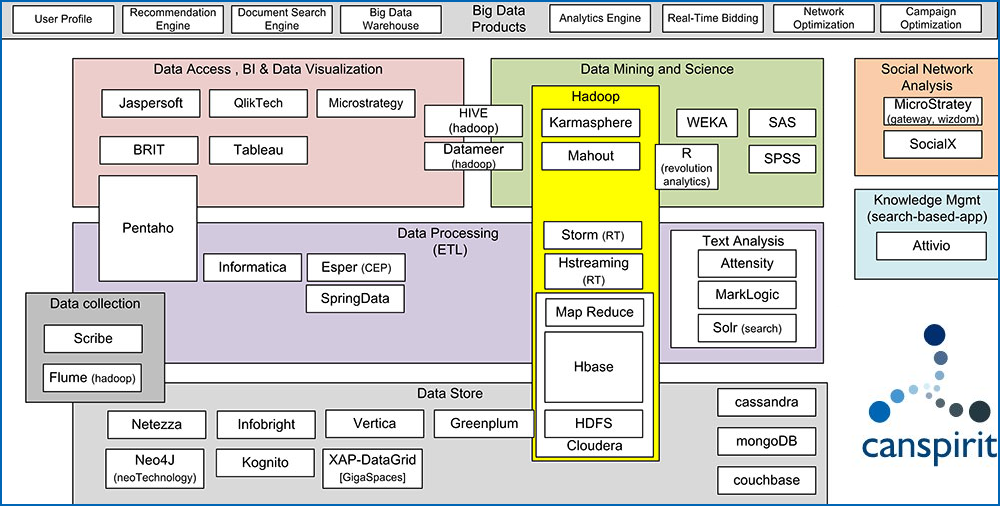 User Profile
Recommendation
Engine
Document Search
Engine
Big Data
Warehouse
Big Data
Products
Analytics Engine
Real-Time Bidding
Network
Optimization
Campaign
Optimization
Data Access , BI & Data Visualization
Jaspersoft
QlikTech
Microstrategy
BRIT
Tableau
HIVE
(hadoop)
Datameer
(hadoop)
Pentaho
Data Mining and Science
Hadoop
Karmasphere
Mahout
WEKA
SAS
R
(revolution
analytics)
SPSS
Social Network
Analysis
MicroStratey
(gateway, wizdom)
SocialX
Knowledge Mgmt
(search-based-app)
Attivio
Data Processing
(ETL)
Informatica
Esper (CEP)
SpringData
Storm (RT)
Hstreaming
(RT)
Text Analysis
Attensity
MarkLogic
Solr (search)
Data collection
Scribe
Flume (hadoop)
Map Reduce
Hbase
HDFS
Cloudera
Data Store
Netezza
Infobright
Vertica
Greenplum
Neo4J
(neoTechnology)
Kognito
XAP-DataGrid
[GigaSpaces]
cassandra
mongoDB
couchbase
canspirit